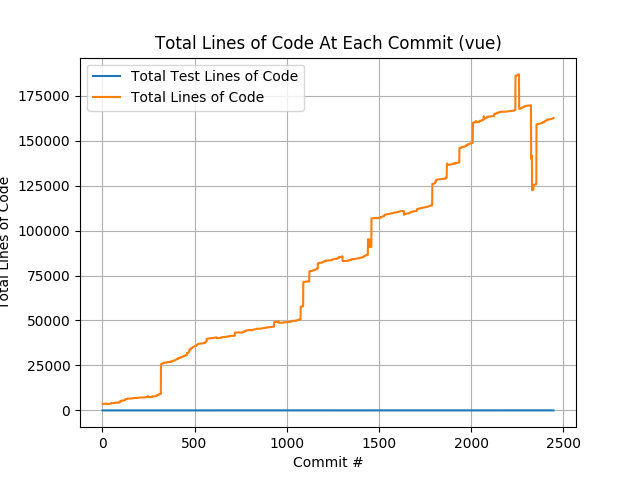 Total Lines of Code At Each Commit (vue)
Total Test Lines of Code
Total Lines of Code
175000
150000
125000
100000
75000
50000
25000
0
Total Lines of Code
0
500
1000
1500
2000
2500
Commit #